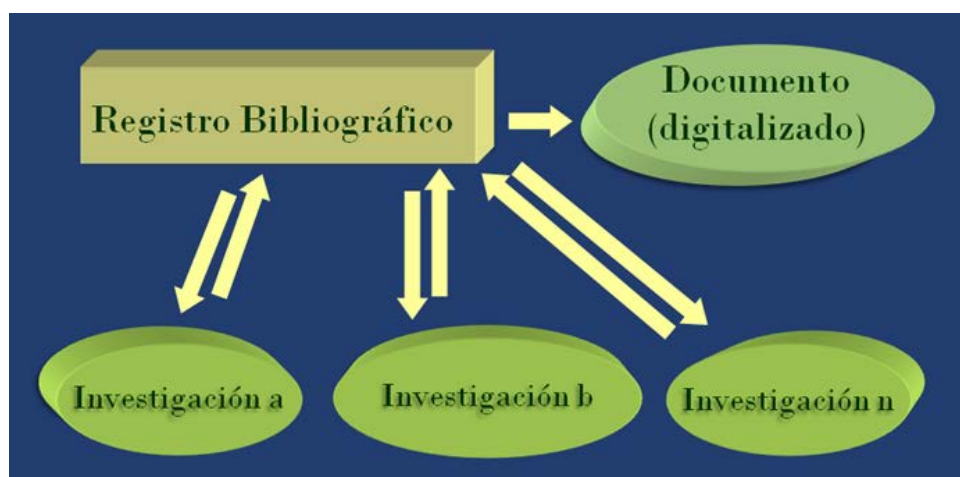 Registro Bibliográfico
Documento
(digitalizado)
Investigación a
Investigación b
Investigación n